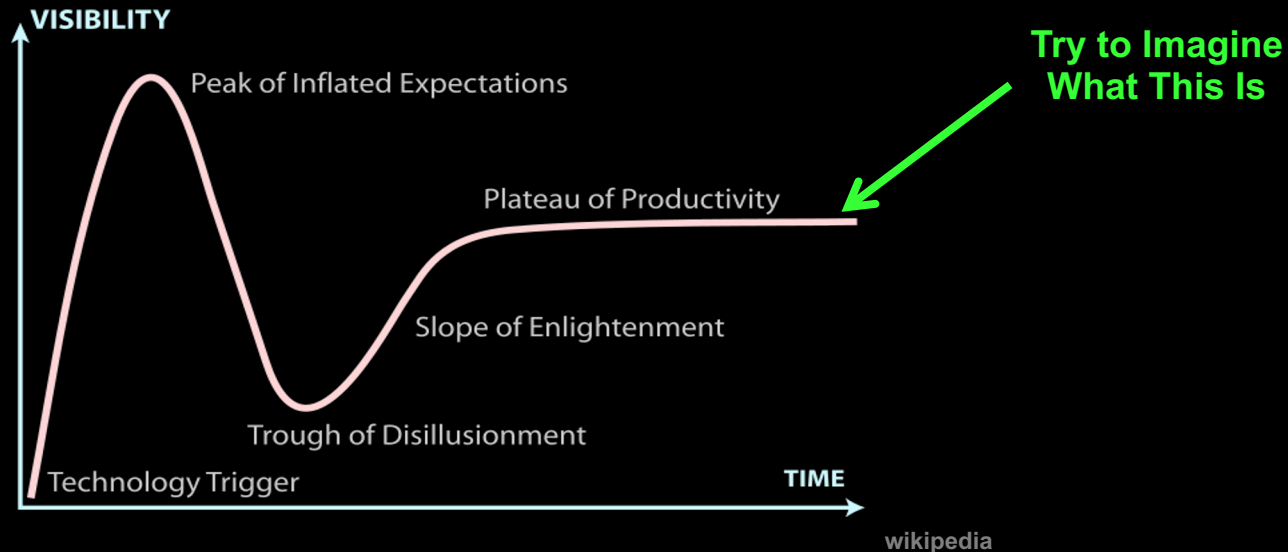 VISIBILITY
Try to Imagine
What This Is
Peak of Inflated Expectations
Plateau of Productivity
Slope of Enlightenment
Trough of Disillusionment
Technology Trigger
TIME
wikipedia